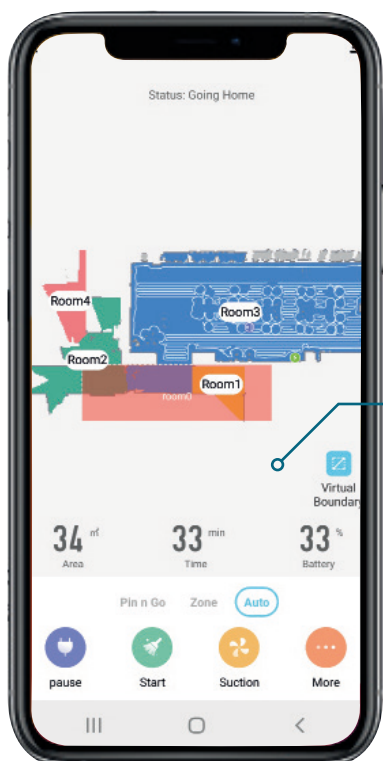 Status: Going Home
Room4
Room3
Room2
Room1
room0
Virtual
Boundary
34 ㎡
33 min
33 %
Area
Time
Battery
Pin n Go
Zone
Auto
pause
Start
Suction
More